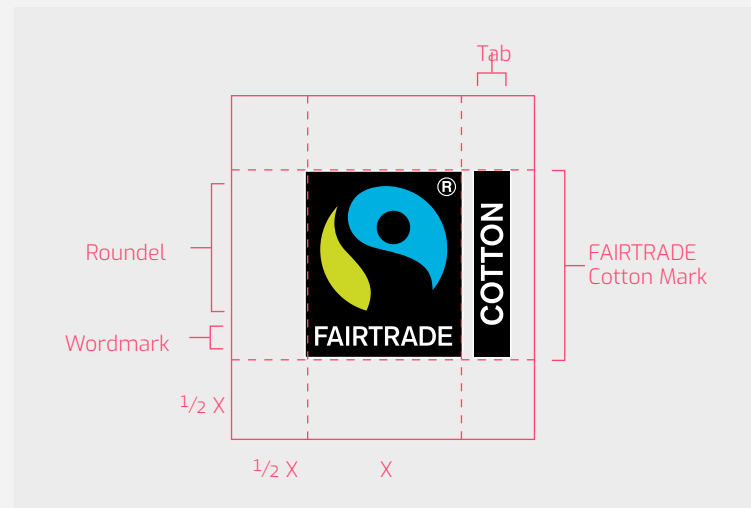 Tab
®
Roundel
COTTON
FAIRTRADE
Cotton Mark
FAIRTRADE
Wordmark
1/2 X
1/2 X
X